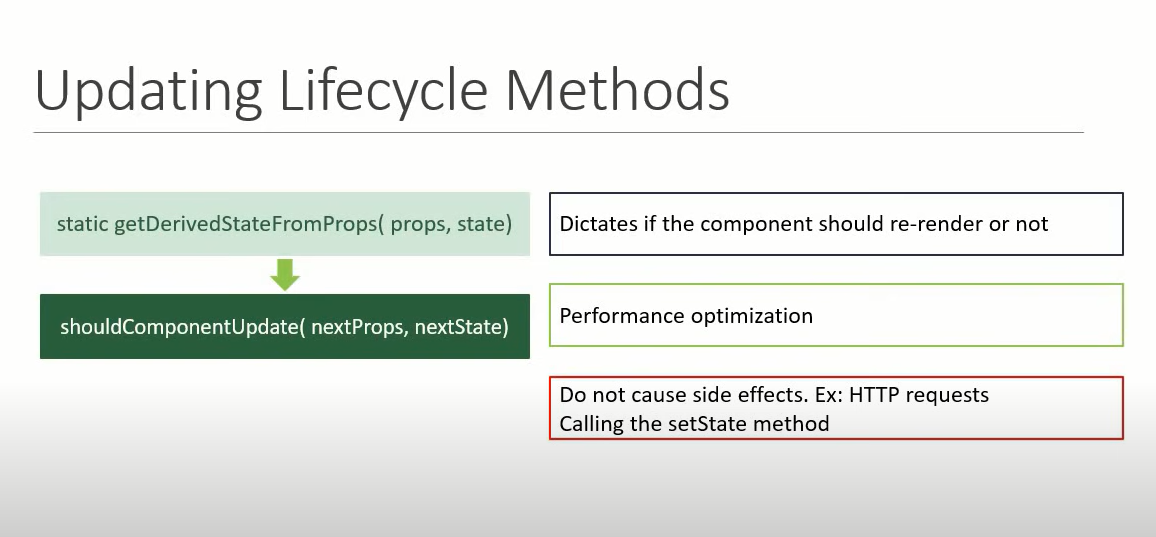 Updating Lifecycle Methods
static getDerivedStateFromProps( props, state)
Dictates if the component should re-render or not
shouldComponentUpdate( nextProps, nextState)
Performance optimization
Do not cause side effects. Ex: HTTP requests
Calling the setState method